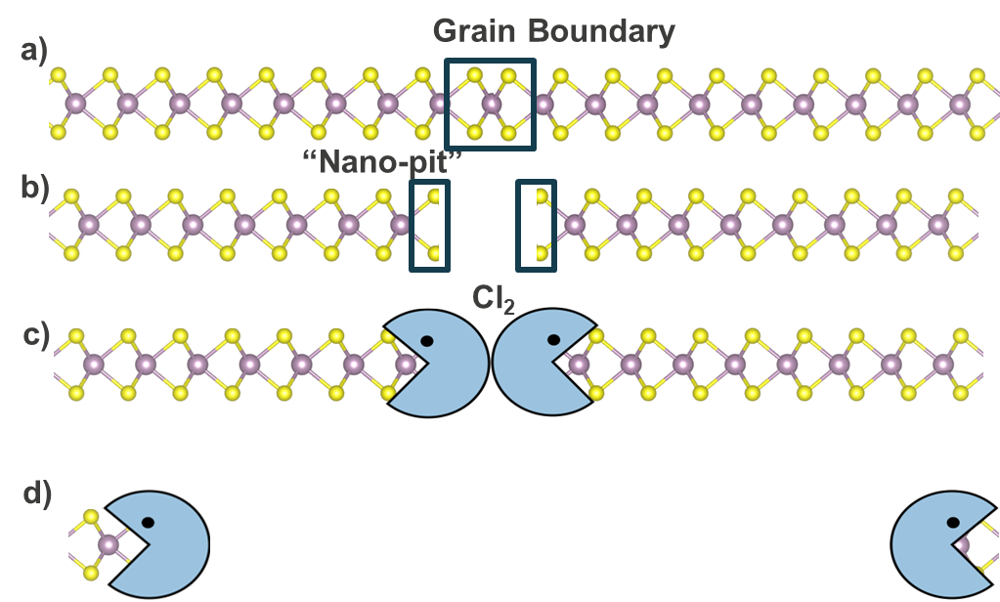 Grain Boundary
a)
“Nano-pit”
b)
Cl₂
c)
d)